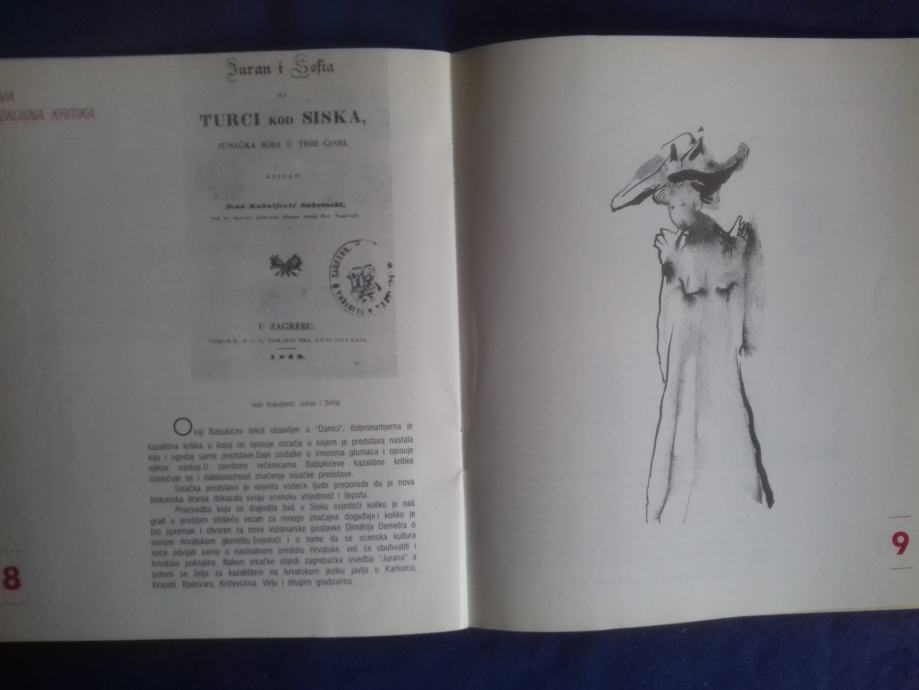 VA
ZALIŠNA KRITIKA
Juran i Sofia
ILI
TURCI KOD SISKA,
JUNAČKA IGRA U TRIH ČINIH.
SPISAO
Ivan Kukuljević Sakcinski,
U ZAGREBU.
Ivan Kukuljević: Juran i Sofija
Ovaj Babukićev tekst objavljen u "Danici", dobronamjerna je
kazališna kritika u kojoj on opisuje ozračje u kojem je predstava nastala
kao i ugođaj same predstave.Daje podatke o imenima glumaca i opisuje
njihov nastup.U završnim rečenicama Babukićeve kazališne kritike
naslućuje se i dalekosežnost značenja sisačke predstave.
Sisačka predstava je uvjerila vodeće ljude preporoda da je nova
štokavska drama dokazala svoju scensku vrijednost i ljepotu.
Praizvedba koja se dogodila baš u Sisku svjedoči koliko je naš
grad u prošlom stoljeću vezan za mnoge značajne događaje,i koliko je
bio spreman i otvoren za nove vizionarske postavke Dimitrija Demetra o
novom hrvatskom glumištu.Svjedoči i o tome da se scenska kultura
neće odvijati samo u nacinalnom središtu Hrvatske, već će obuhvatiti i
hrvatske pokrajine. Nakon sisačke slijedi zagrebačka izvedba "Jurana" a
potom se želja za kazalištem na hrvatskom jeziku javlja u Karlovcu,
Krapini, Bjalovaru, Križevcima, Virju i drugim gradovima.
8
9